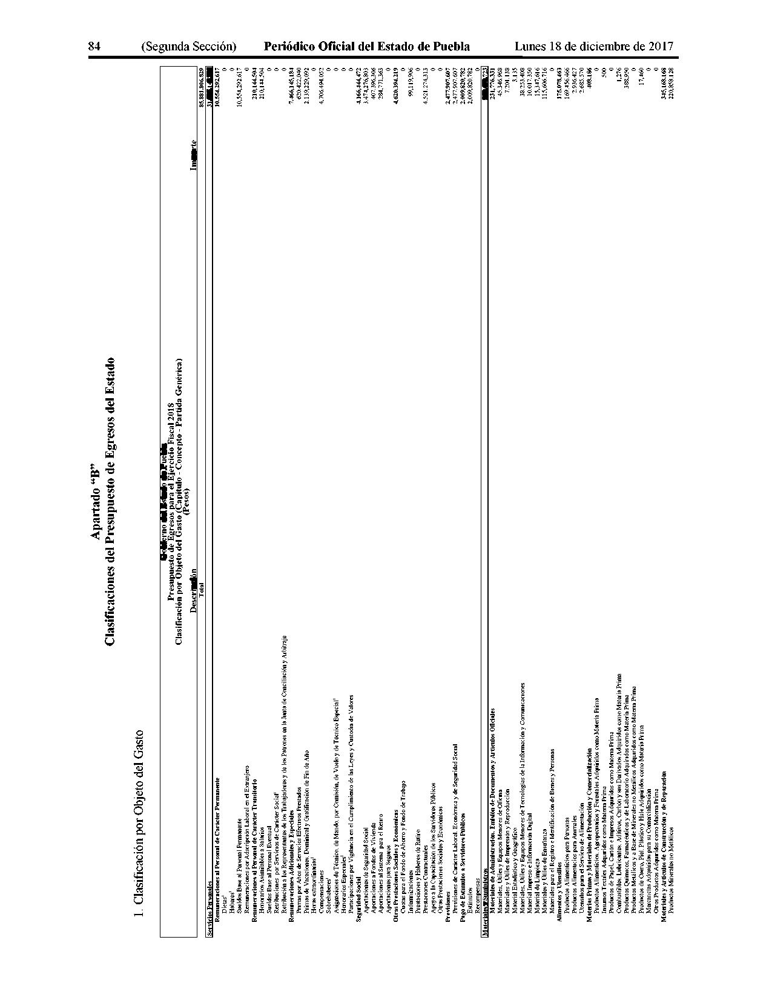 84 (Segunda Sección) Periódico Oficial del Estado de Puebla Lunes 18 de diciembre de 2017
Apartado “B”
Clasificaciones del Presupuesto de Egresos del Estado
1. Clasificación por Objeto del Gasto
Gobierno del Estado de Puebla
Presupuesto de Egresos para el Ejercicio Fiscal 2018
Clasificación por Objeto del Gasto (Capítulo - Concepto - Partida Genérica)
(Pesos)
Descripción Importe
Total 85,881,806,829
Servicios Personales
Remuneraciones al Personal de Carácter Permanente 10,554,292,617
Dietas¹ 0
Haberes¹ 0
Sueldos Base al Personal Permanente 10,554,292,617
Remuneraciones por Adscripción Laboral en el Extranjero 0
Remuneraciones al Personal de Carácter Transitorio 210,144,504
Honorarios Asimilables a Salarios 210,144,504
Sueldos Base al Personal Eventual 0
Retribuciones por Servicios de Carácter Social¹ 0
Retribución a los Representantes de los Trabajadores y de los Patrones en la Junta de Conciliación y Arbitraje 0
Remuneraciones Adicionales y Especiales 7,466,145,184
Primas por Años de Servicios Efectivos Prestados 620,422,040
Primas de Vacaciones, Dominical y Gratificación de Fin de Año 2,139,229,092
Horas extraordinarias¹ 0
Compensaciones 4,706,494,052
Sobrehaberes¹ 0
Asignaciones de Técnico, de Mando, por Comisión, de Vuelo y de Técnico Especial¹ 0
Honorarios Especiales¹ 0
Participaciones por Vigilancia en el Cumplimiento de las Leyes y Custodia de Valores 0
Seguridad Social 4,166,444,472
Aportaciones de Seguridad Social 3,474,276,803
Aportaciones a Fondos de Vivienda 407,396,306
Aportaciones al Sistema para el Retiro 284,771,363
Aportaciones para Seguros 0
Otras Prestaciones Sociales y Económicas 4,620,394,219
Cuotas para el Fondo de Ahorro y Fondo de Trabajo 0
Indemnizaciones 99,119,906
Prestaciones y Haberes de Retiro 0
Prestaciones Contractuales 4,521,274,313
Apoyo a la Capacitación de los Servidores Públicos 0
Otras Prestaciones Sociales y Económicas 0
Previsiones 2,477,907,607
Previsiones de Carácter Laboral, Económica y de Seguridad Social 2,477,907,607
Pago de Estímulos a Servidores Públicos 2,009,820,782
Estímulos 2,009,820,782
Recompensas 0
Materiales y Suministros
Materiales de Administración, Emisión de Documentos y Artículos Oficiales 231,776,331
Materiales, Útiles y Equipos Menores de Oficina 45,346,968
Materiales y Útiles de Impresión y Reproducción 7,201,138
Material Estadístico y Geográfico 3,135
Materiales, Útiles y Equipos Menores de Tecnologías de la Información y Comunicaciones 38,253,408
Material Impreso e Información Digital 10,017,350
Material de Limpieza 15,347,616
Materiales y Útiles de Enseñanza 115,606,716
Materiales para el Registro e Identificación de Bienes y Personas 0
Alimentos y Utensilios 175,078,463
Productos Alimenticios para Personas 169,456,466
Productos Alimenticios para Animales 2,936,427
Utensilios para el Servicio de Alimentación 2,685,570
Materias Primas y Materiales de Producción y Comercialización 408,186
Productos Alimenticios, Agropecuarios y Forestales Adquiridos como Materia Prima 0
Insumos Textiles Adquiridos como Materia Prima 500
Productos de Papel, Cartón e Impresos Adquiridos como Materia Prima 0
Combustibles, Lubricantes, Aditivos, Carbón y sus Derivados Adquiridos como Materia Prima 1,276
Productos Químicos, Farmacéuticos y de Laboratorio Adquiridos como Materia Prima 388,950
Productos Metálicos y a Base de Minerales no Metálicos Adquiridos como Materia Prima 0
Productos de Cuero, Piel, Plástico y Hule Adquiridos como Materia Prima 17,460
Mercancías Adquiridas para su Comercialización 0
Otros Productos Adquiridos como Materia Prima 0
Materiales y Artículos de Construcción y de Reparación 345,168,168
Productos Minerales no Metálicos 220,858,128